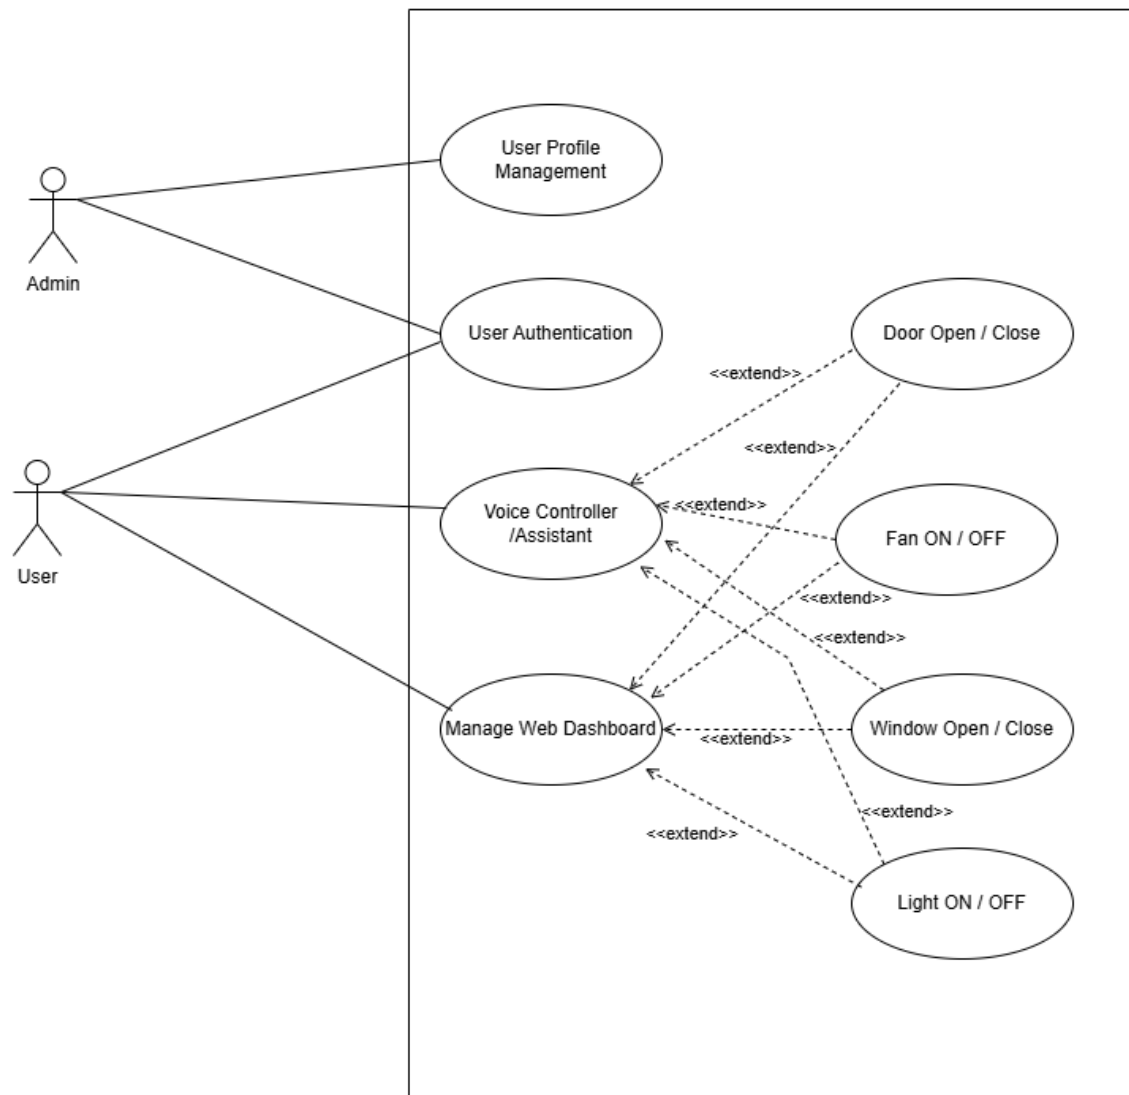 User Profile
Management
Admin
User Authentication
Door Open / Close
<<extend>>
<<extend>>
User
Voice Controller
/Assistant
<<extend>>
Fan ON / OFF
<<extend>>
<<extend>>
Manage Web Dashboard
<<extend>>
Window Open / Close
<<extend>>
<<extend>>
Light ON / OFF